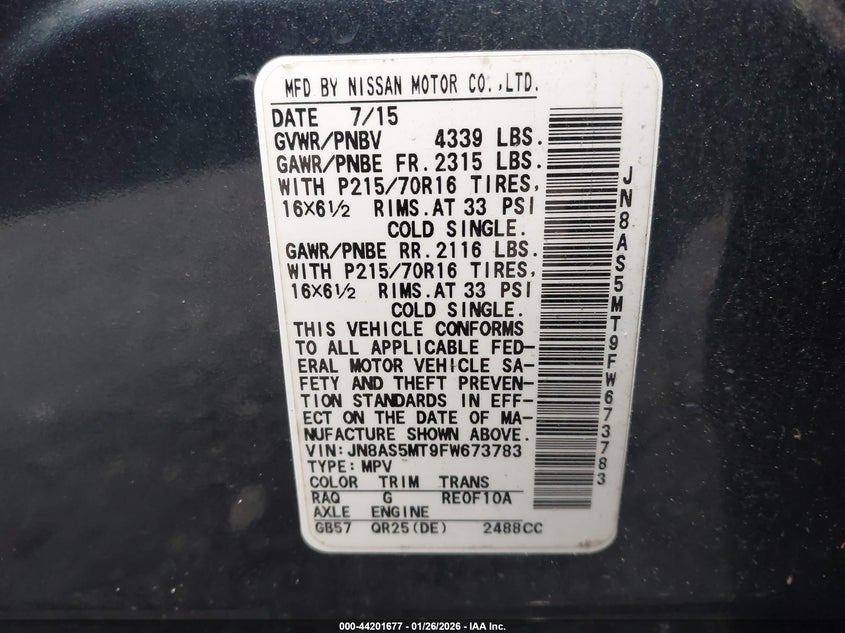 MFD BY NISSAN MOTOR CO.,LTD.
DATE 7/15
GVWR/PNBV 4339 LBS.
GAWR/PNBE FR.2315 LBS.
WITH P215/70R16 TIRES,
16X6½ RIMS.AT 33 PSI
COLD SINGLE.
GAWR/PNBE RR.2116 LBS.
WITH P215/70R16 TIRES,
16X6½ RIMS.AT 33 PSI
COLD SINGLE.
THIS VEHICLE CONFORMS
TO ALL APPLICABLE FED-
ERAL MOTOR VEHICLE SA-
FETY AND THEFT PREVEN-
TION STANDARDS IN EFF-
ECT ON THE DATE OF MA-
NUFACTURE SHOWN ABOVE.
VIN:JN8AS5MT9FW673783
TYPE:MPV
COLOR TRIM TRANS
RAQ G RE0F10A
AXLE ENGINE
GB57 QR25(DE) 2488CC
JN8AS5MT9FW673783
000-44201677 - 01/26/2026 - IAA Inc.